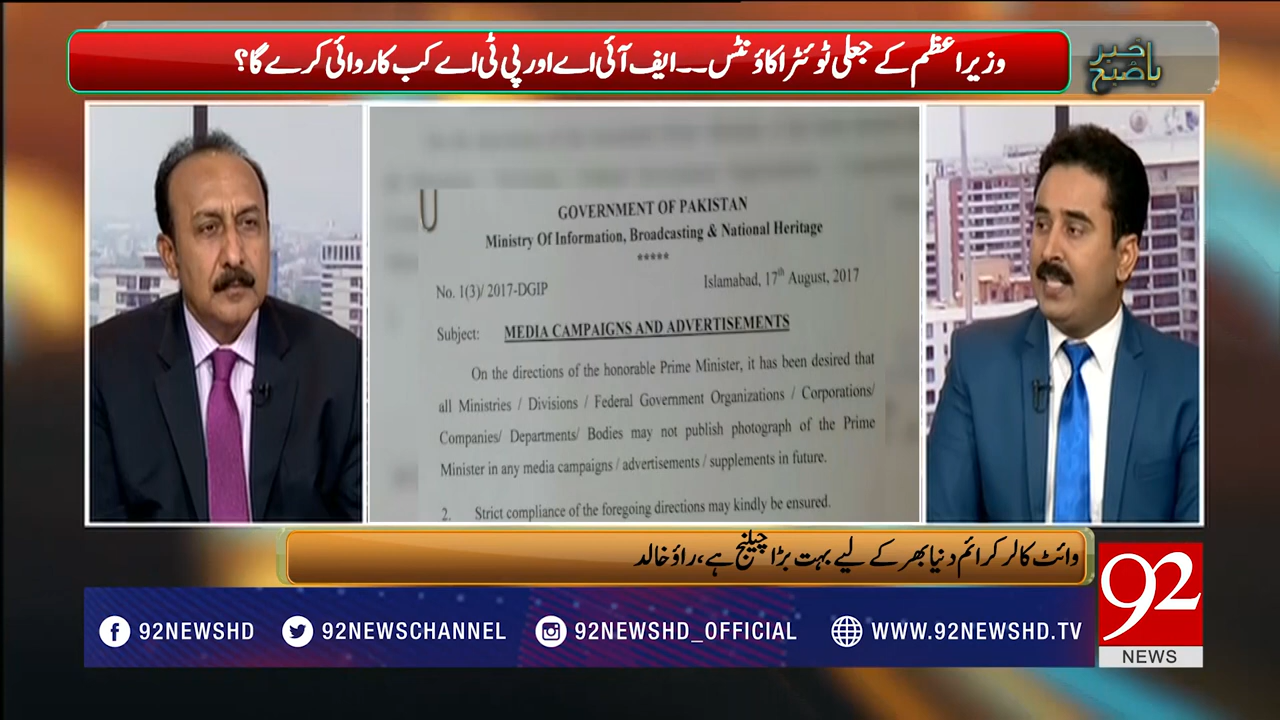 وزیراعظم کے جعلی ٹوئٹراکاؤنٹس۔۔ایف آئی اے اور پی ٹی اے کب کاروائی کرے گا؟
باخبر
صبح
GOVERNMENT OF PAKISTAN
Ministry Of Information, Broadcasting & National Heritage
*****
No. 1(3)/ 2017-DGIP
Islamabad, 17th August, 2017
Subject: MEDIA CAMPAIGNS AND ADVERTISEMENTS
On the directions of the honorable Prime Minister, it has been desired that
all Ministries / Divisions / Federal Government Organizations / Corporations/
Companies/ Departments/ Bodies may not publish photograph of the Prime
Minister in any media campaigns / advertisements / supplements in future.
2. Strict compliance of the foregoing directions may kindly be ensured.
وائٹ کالر کرائم دنیا بھر کے لیے بہت بڑا چیلنج ہے، راؤ خالد
92NEWSHD
92NEWSCHANNEL
92NEWSHD_OFFICIAL
WWW.92NEWSHD.TV
92
NEWS